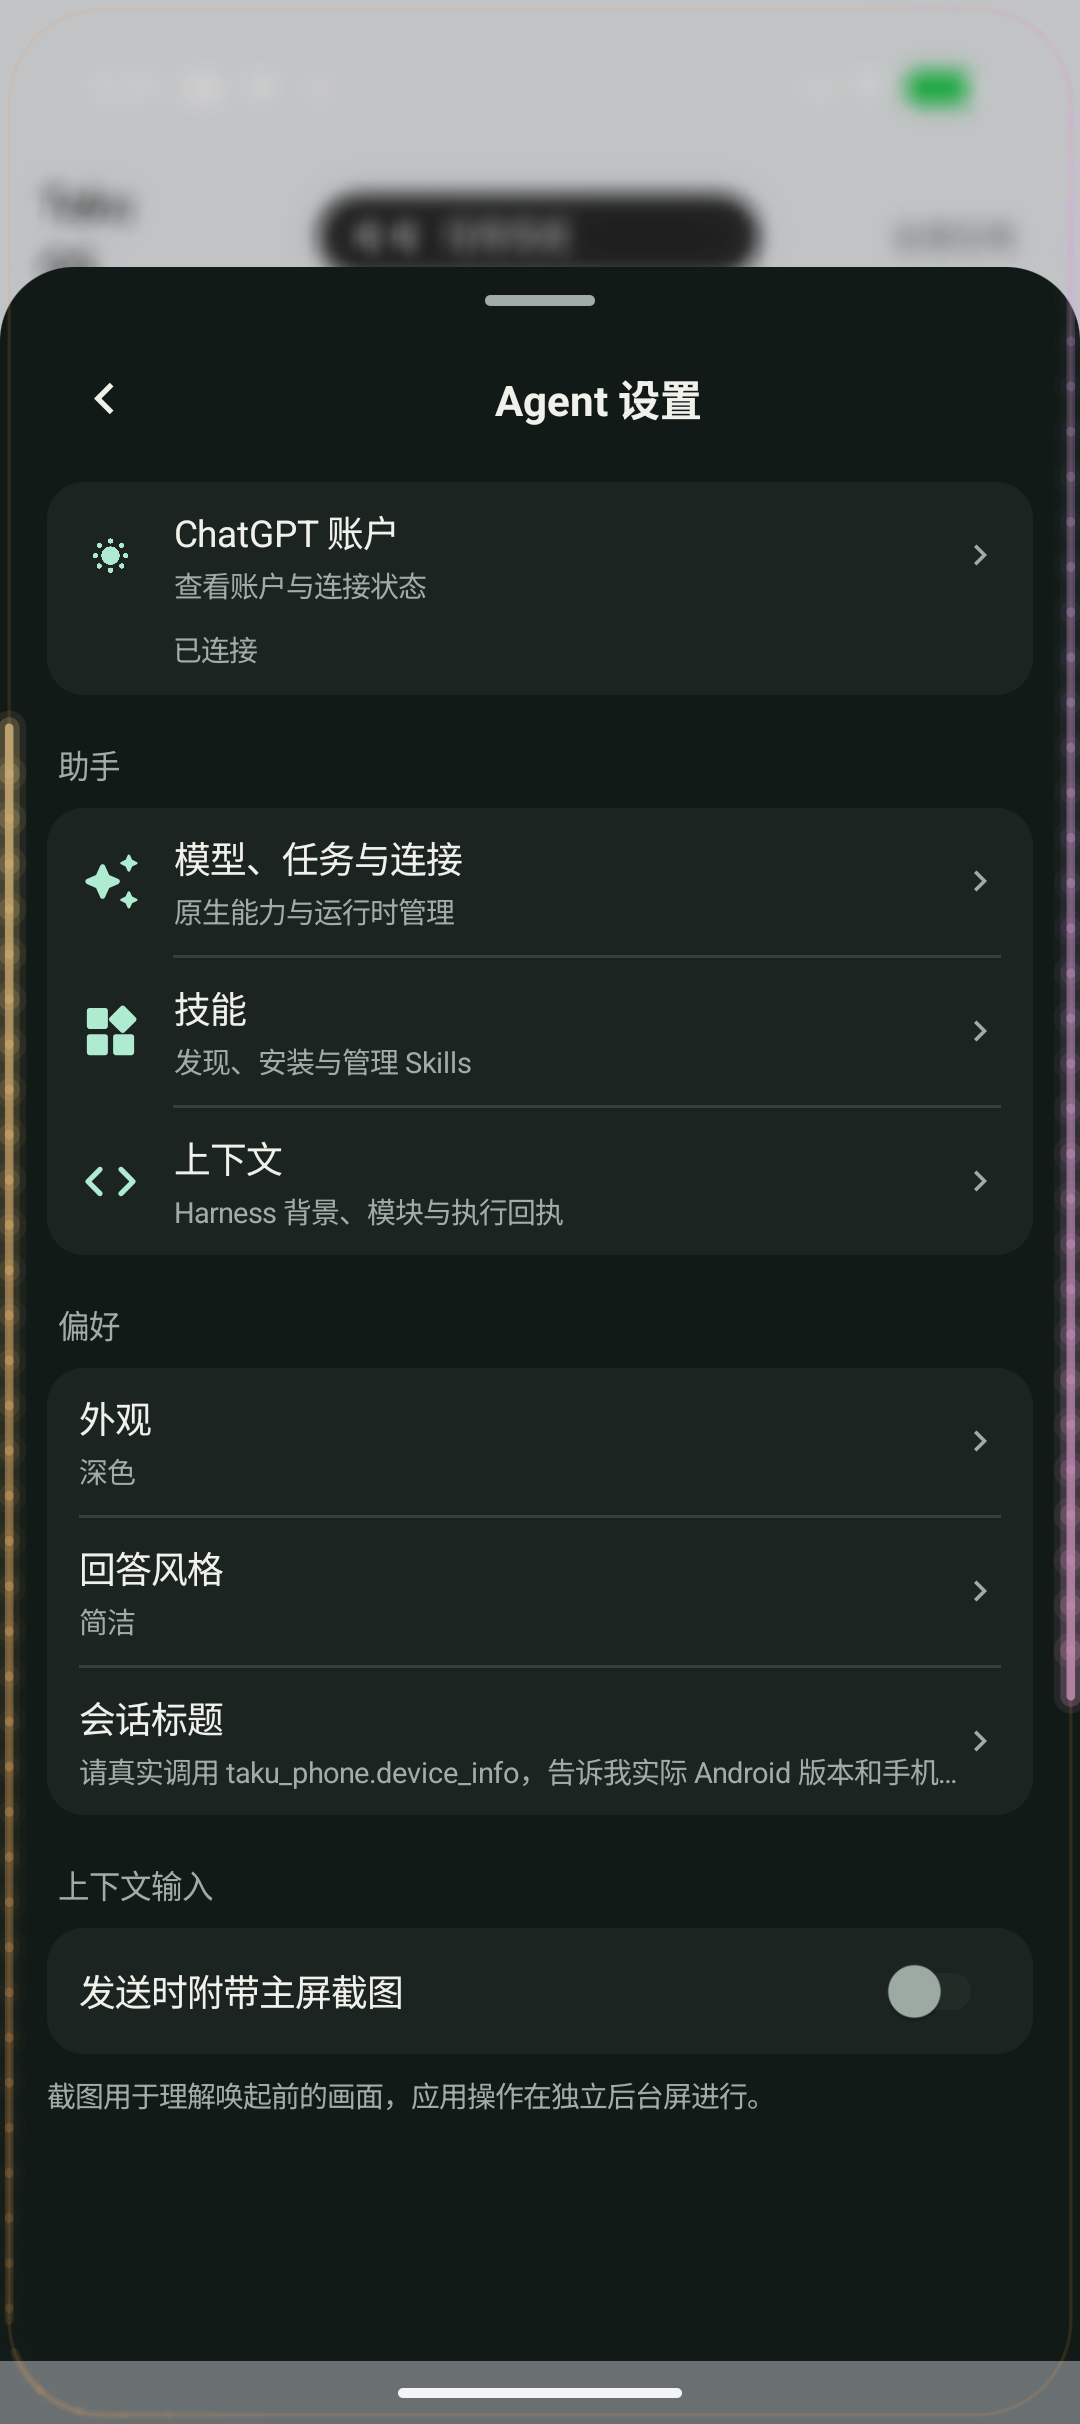 Agent 设置
ChatGPT 账户
查看账户与连接状态
已连接
助手
模型、任务与连接
原生能力与运行时管理
技能
发现、安装与管理 Skills
上下文
Harness 背景、模块与执行回执
偏好
外观
深色
回答风格
简洁
会话标题
请真实调用 taku_phone.device_info，告诉我实际 Android 版本和手机...
上下文输入
发送时附带主屏截图
截图用于理解唤起前的画面，应用操作在独立后台屏进行。